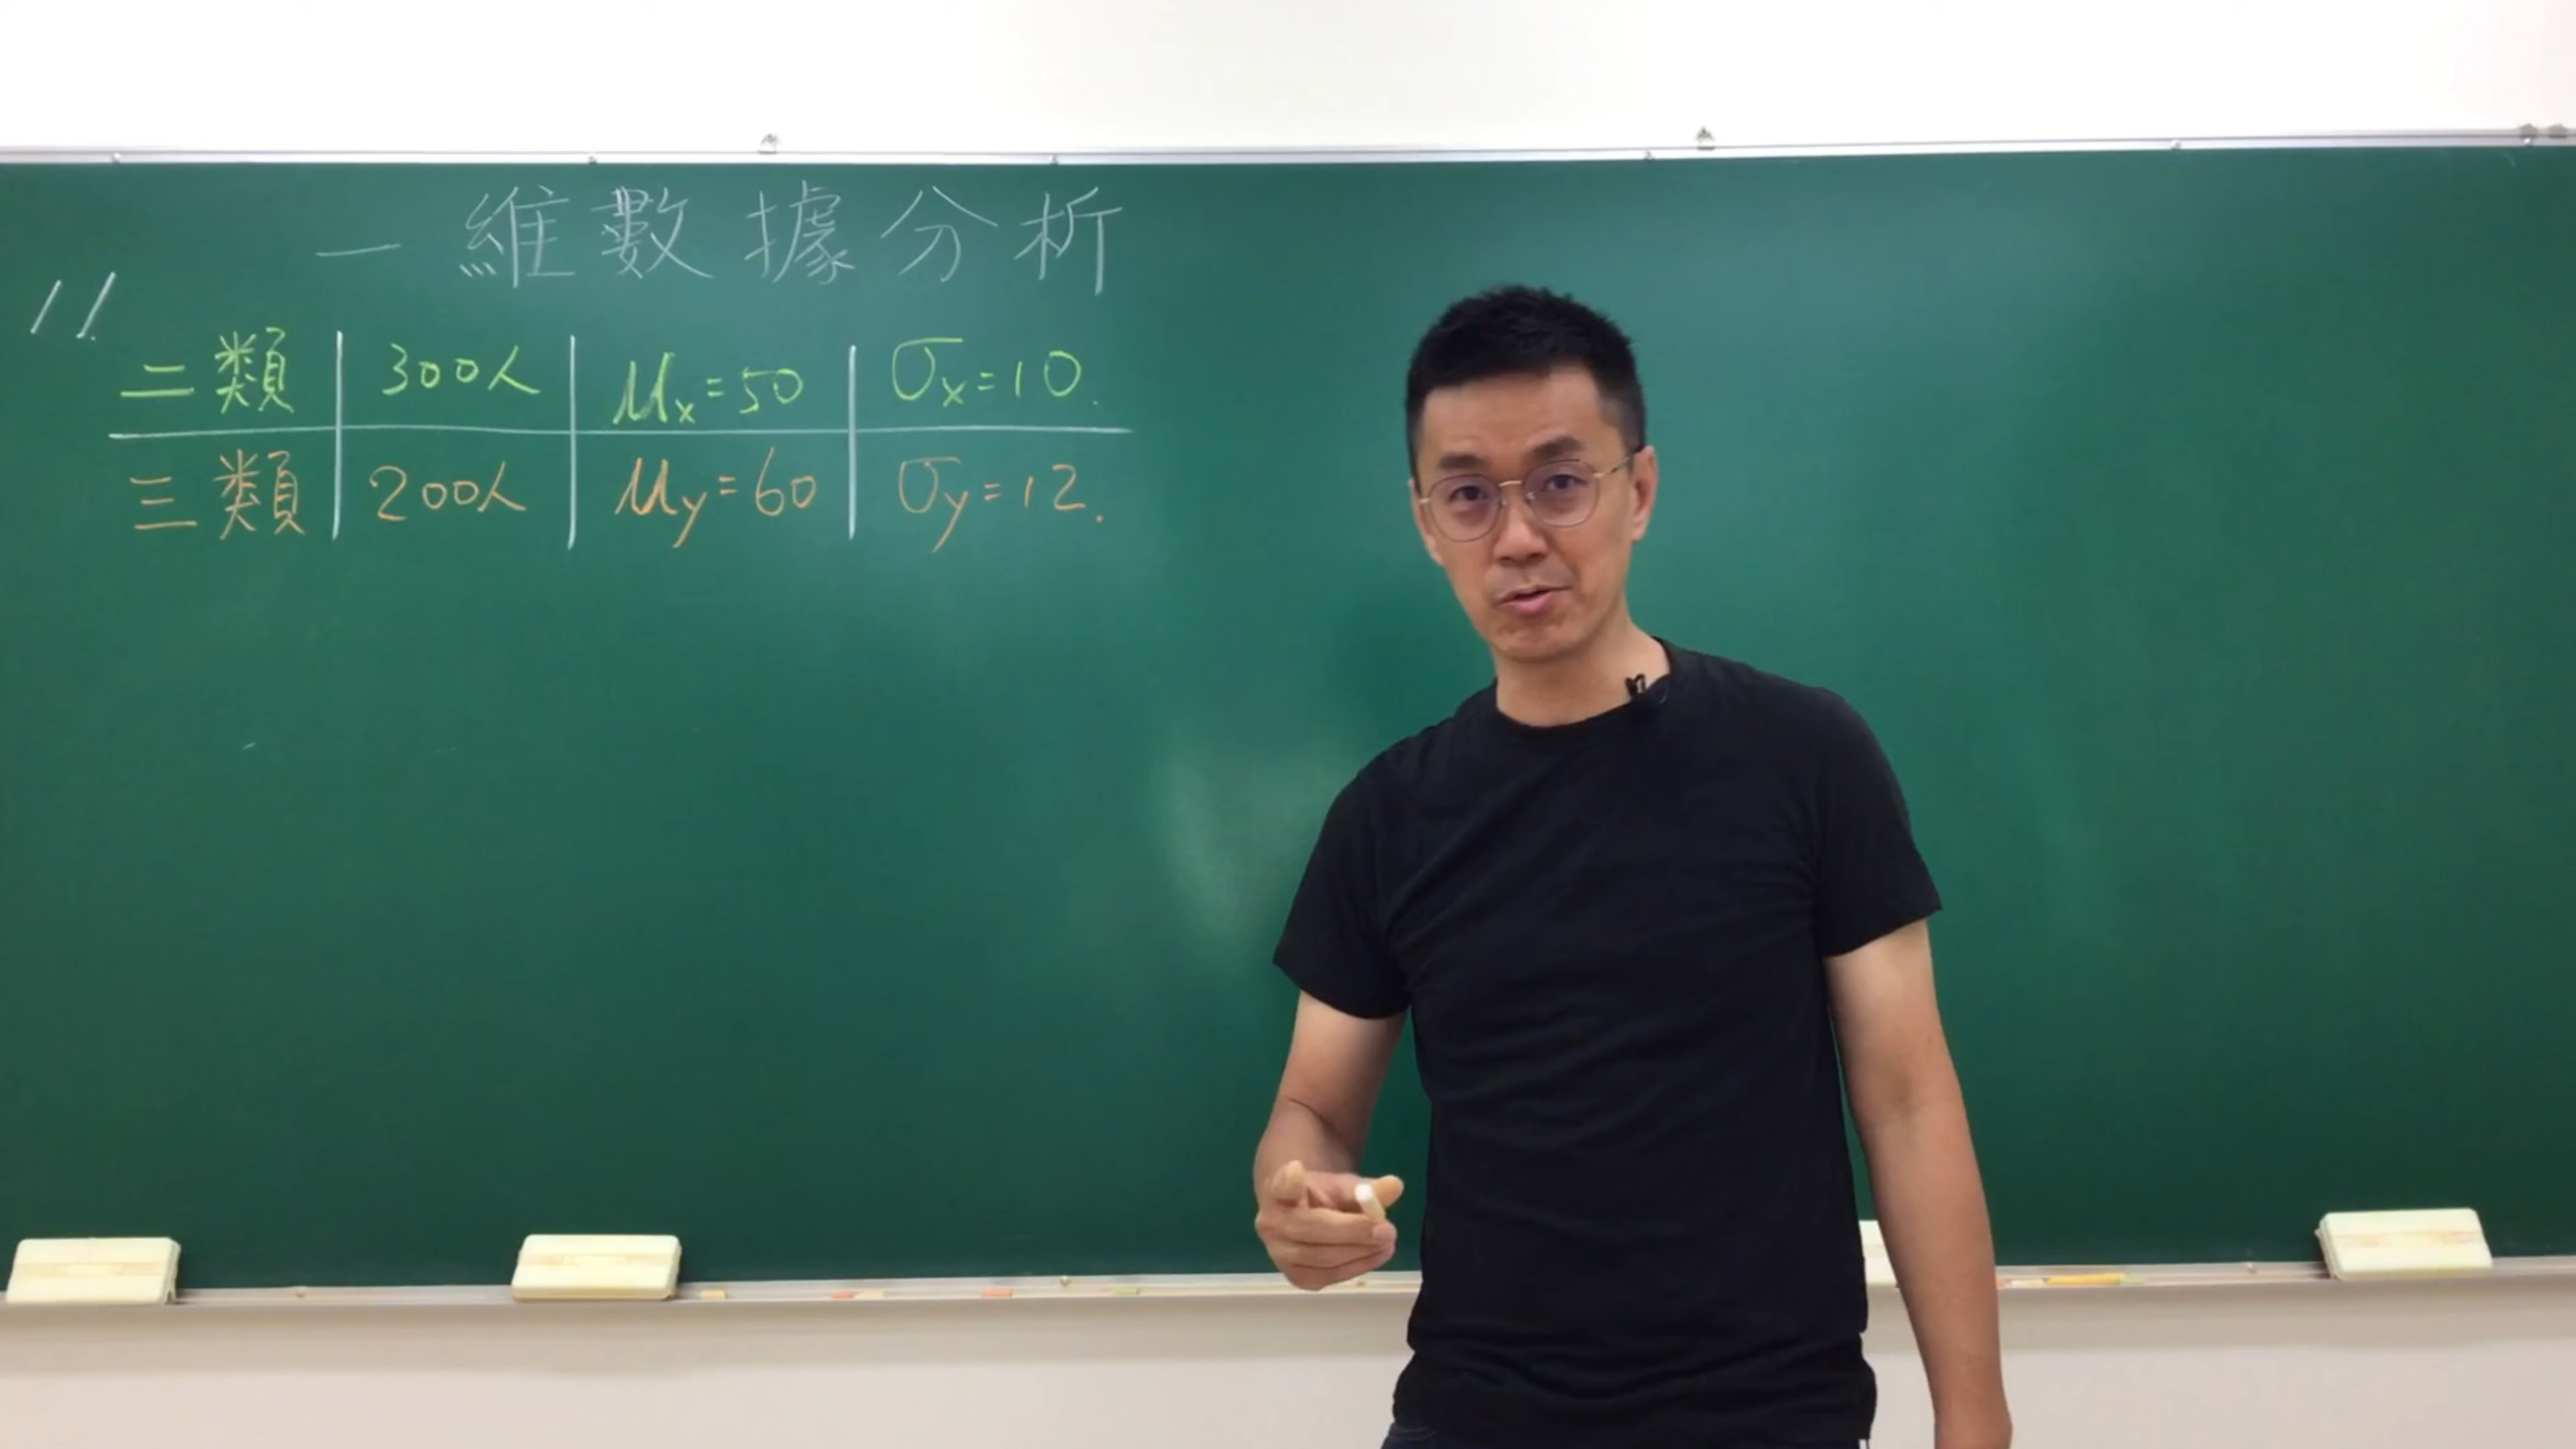 一維數據分析
11.
二類 300人 μx=50 σx=10.
三類 200人 μy=60 σy=12.